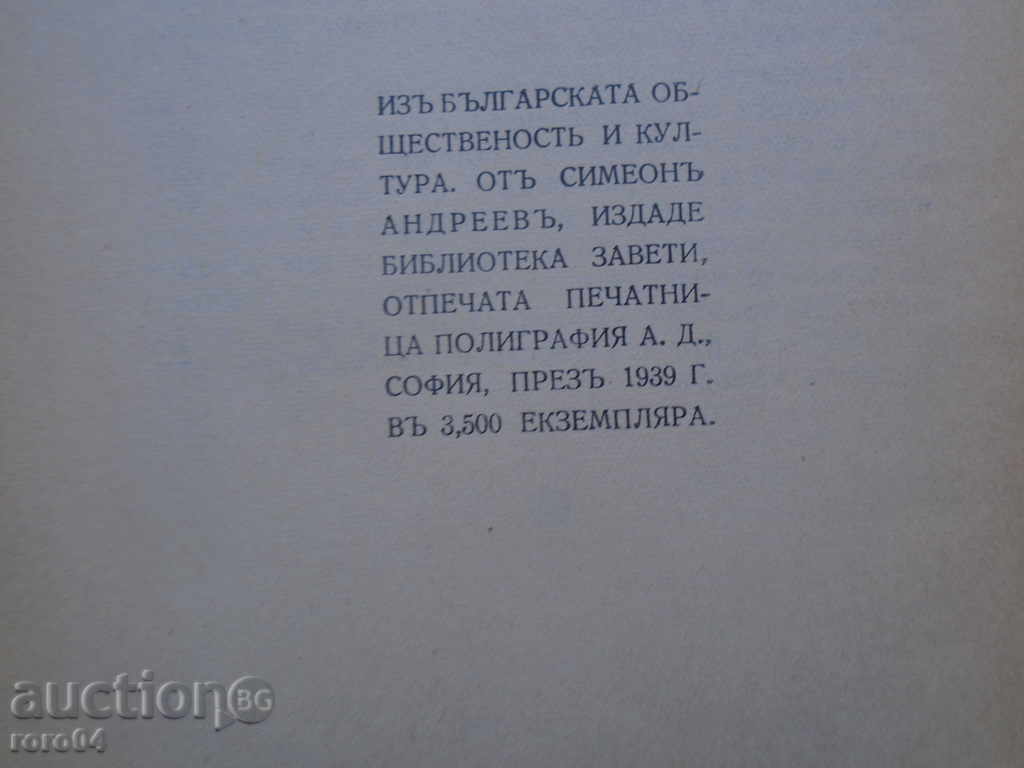 ИЗЪ БЪЛГАРСКАТА ОБ-
ЩЕСТВЕНОСТЬ И КУЛ-
ТУРА. ОТЪ СИМЕОНЪ
АНДРЕЕВЪ, ИЗДАДЕ
БИБЛИОТЕКА ЗАВЕТИ,
ОТПЕЧАТА ПЕЧАТНИ-
ЦА ПОЛИГРАФИЯ А. Д.,
СОФИЯ, ПРЕЗЪ 1939 Г.
ВЪ 3,500 ЕКЗЕМПЛЯРА.
auction BG
roro04